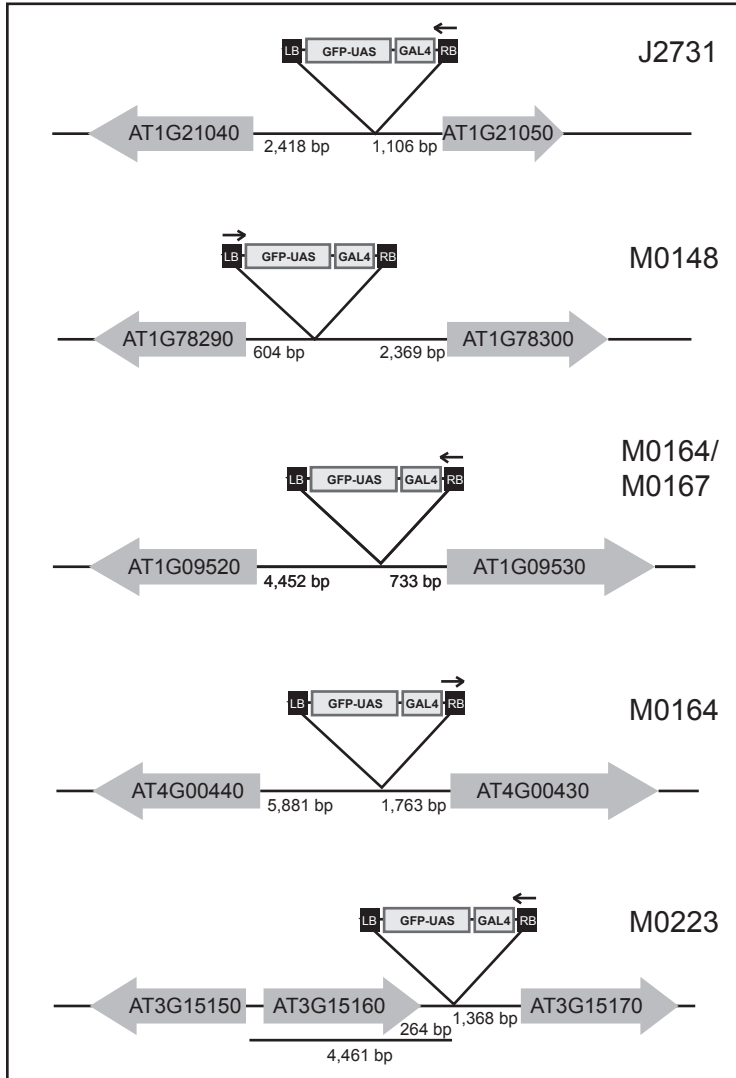 LB GFP-UAS GAL4 RB
J2731
AT1G21040 AT1G21050
2,418 bp 1,106 bp
LB GFP-UAS GAL4 RB
M0148
AT1G78290 AT1G78300
604 bp 2,369 bp
M0164/
M0167
LB GFP-UAS GAL4 RB
AT1G09520 AT1G09530
4,452 bp 733 bp
LB GFP-UAS GAL4 RB
M0164
AT4G00440 AT4G00430
5,881 bp 1,763 bp
LB GFP-UAS GAL4 RB
M0223
AT3G15150 AT3G15160 AT3G15170
264 bp 1,368 bp
4,461 bp